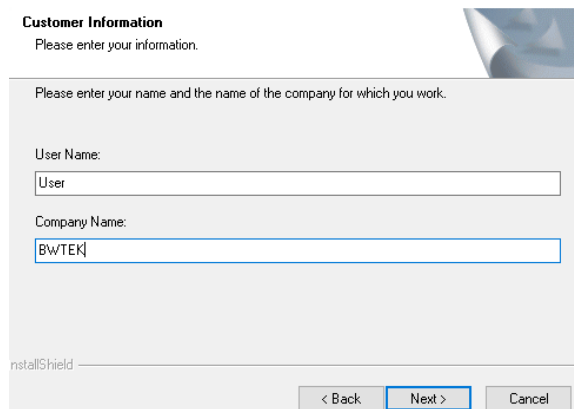 Customer Information
Please enter your information.
Please enter your name and the name of the company for which you work.
User Name:
User
Company Name:
BWTEK
nstallShield
< Back Next > Cancel